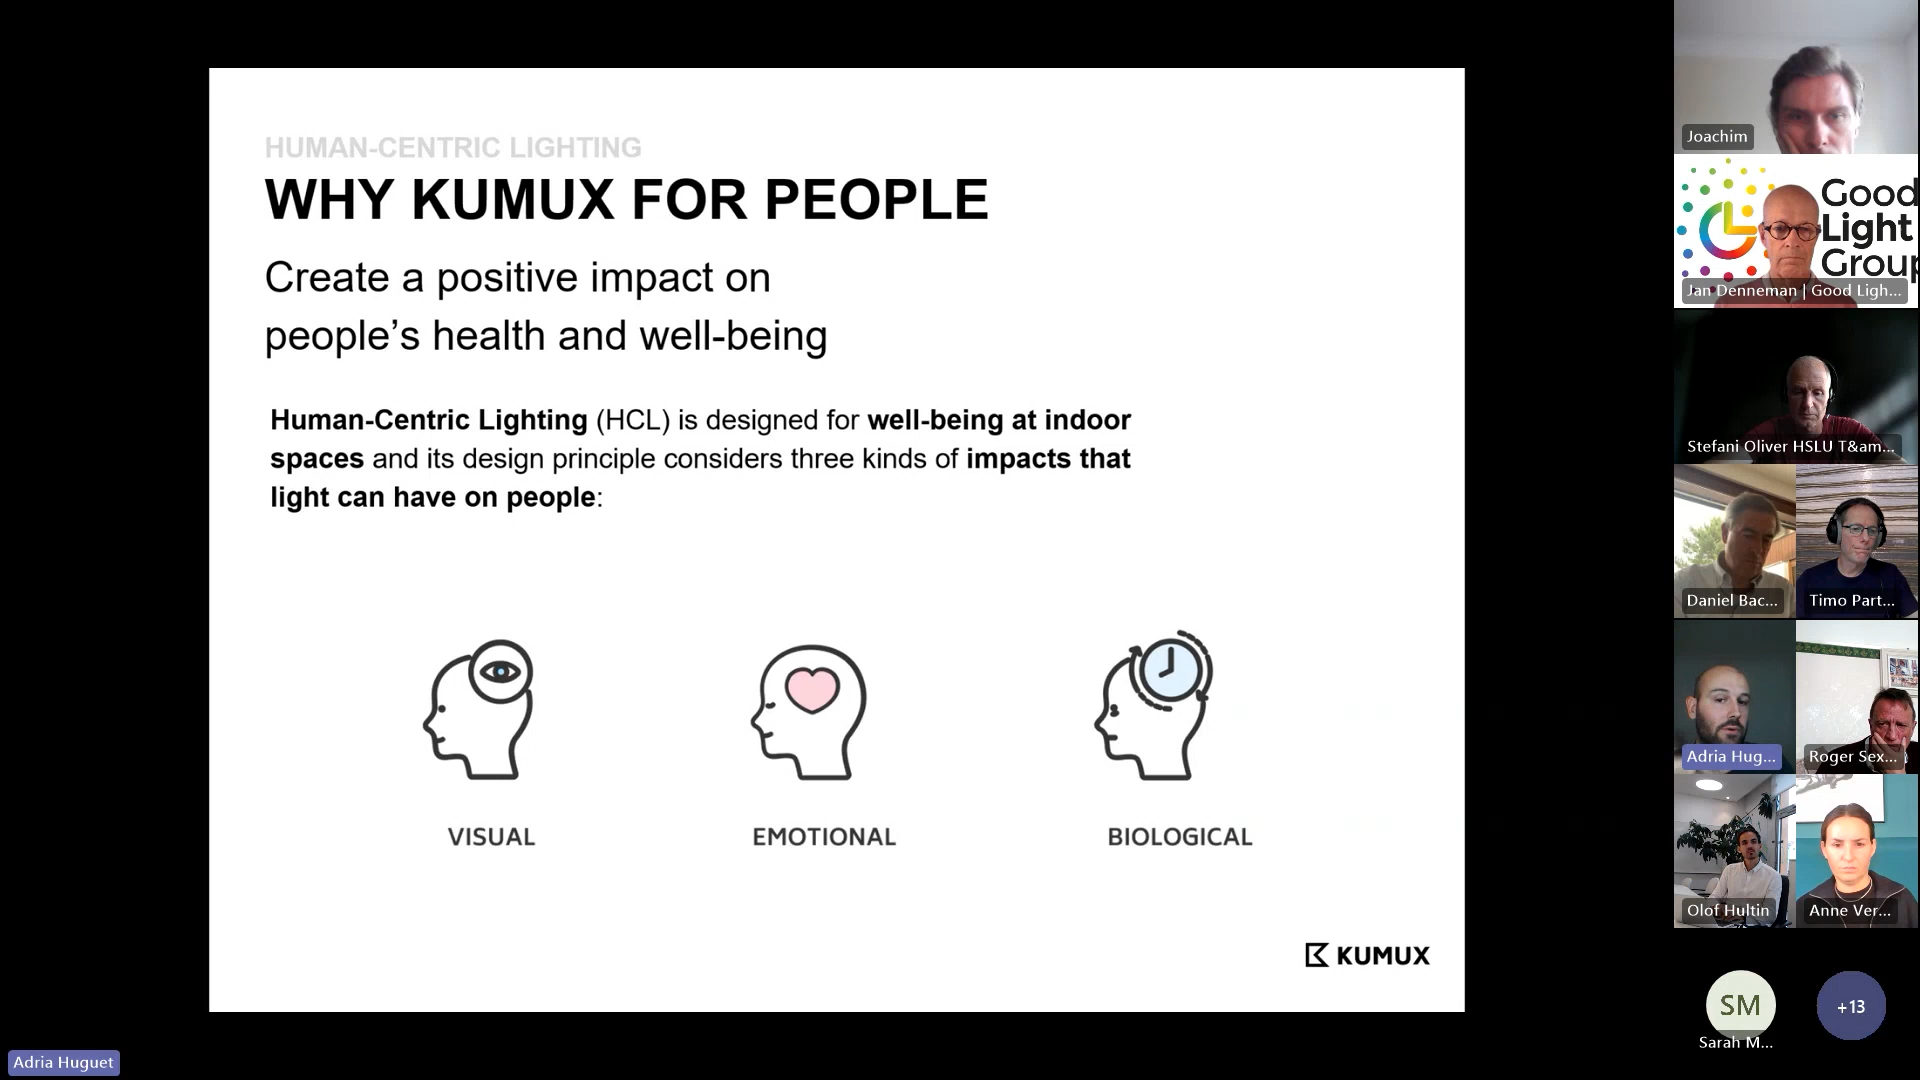 HUMAN-CENTRIC LIGHTING
WHY KUMUX FOR PEOPLE
Create a positive impact on
people's health and well-being
Human-Centric Lighting (HCL) is designed for well-being at indoor
spaces and its design principle considers three kinds of impacts that
light can have on people:
VISUAL
EMOTIONAL
BIOLOGICAL
KUMUX
Adria Huguet
Joachim
Good
Light
Group
Jan Denneman | Good Ligh...
Stefani Oliver HSLU T&am...
Daniel Bac...
Timo Part...
Adria Hug...
Roger Sex...
Olof Hultin
Anne Ver...
SM
Sarah M...
+13